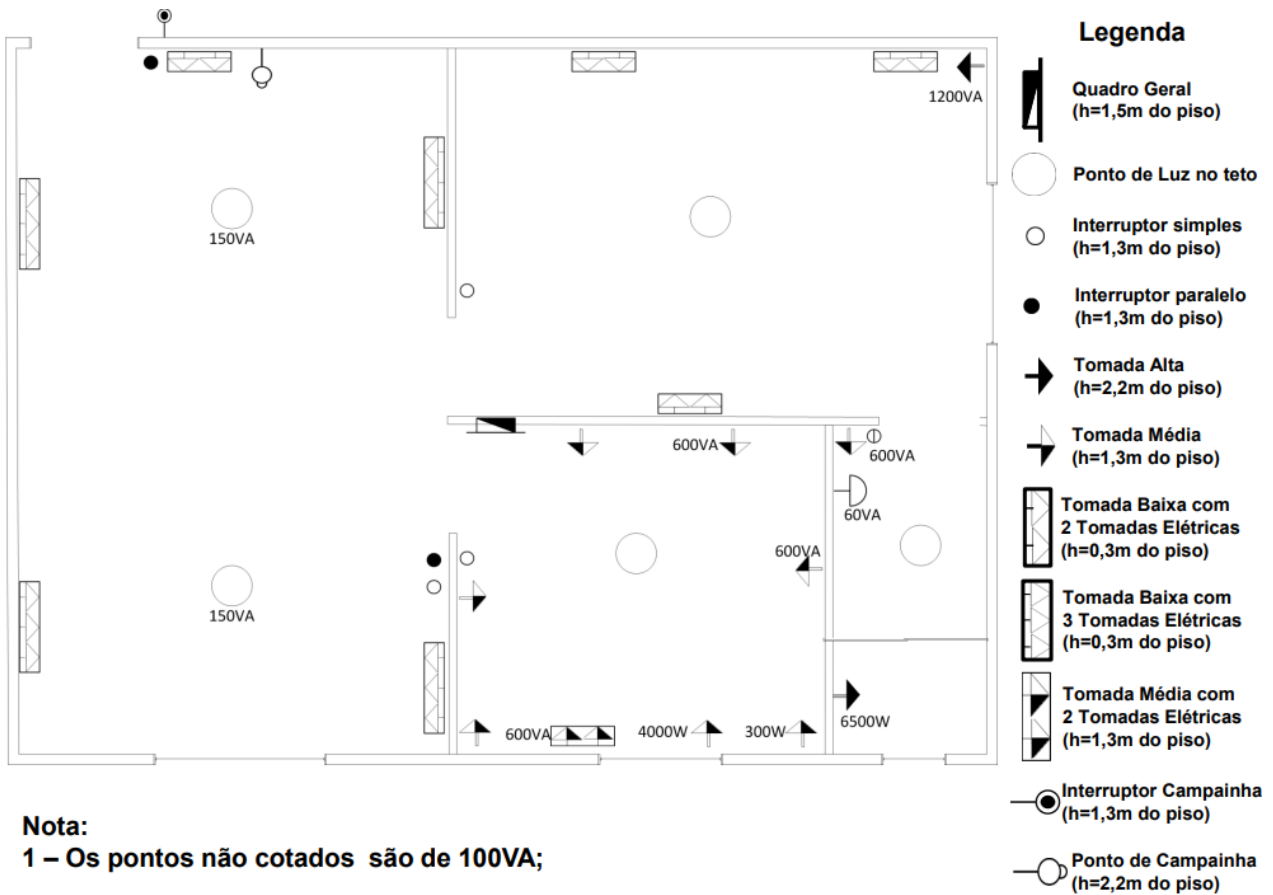 1200VA
150VA
600VA
600VA
60VA
600VA
150VA
600VA
4000W
300W
6500W
Nota:
1 – Os pontos não cotados são de 100VA;
Legenda
Quadro Geral
(h=1,5m do piso)
Ponto de Luz no teto
Interruptor simples
(h=1,3m do piso)
Interruptor paralelo
(h=1,3m do piso)
Tomada Alta
(h=2,2m do piso)
Tomada Média
(h=1,3m do piso)
Tomada Baixa com
2 Tomadas Elétricas
(h=0,3m do piso)
Tomada Baixa com
3 Tomadas Elétricas
(h=0,3m do piso)
Tomada Média com
2 Tomadas Elétricas
(h=1,3m do piso)
Interruptor Campainha
(h=1,3m do piso)
Ponto de Campainha
(h=2,2m do piso)